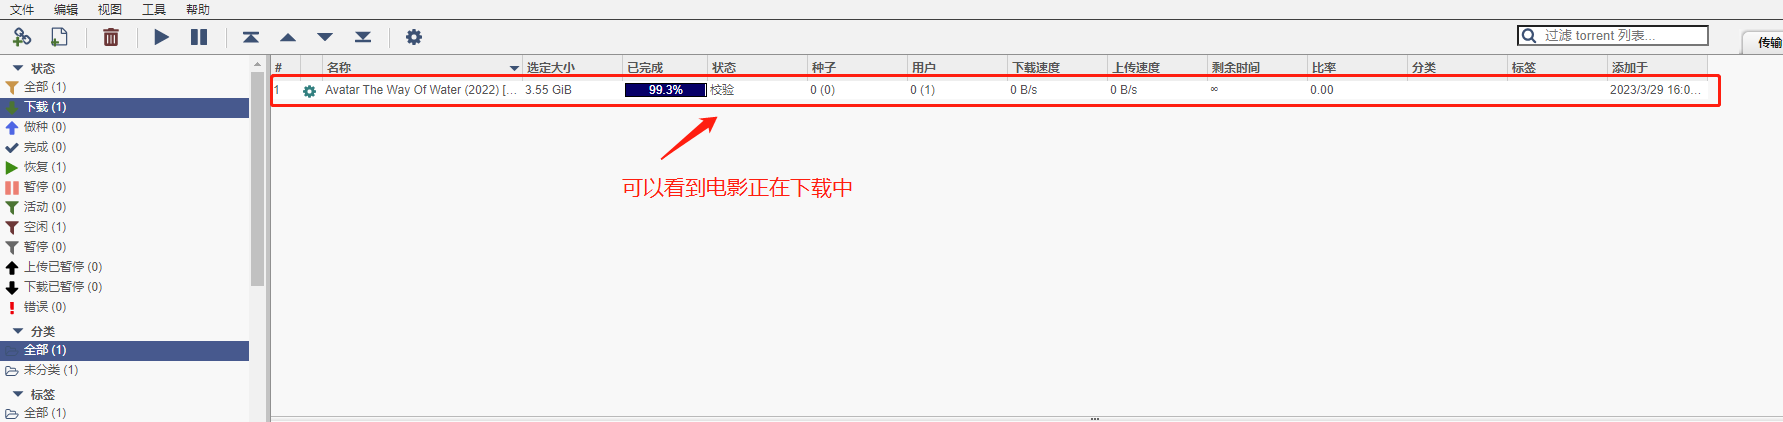 文件 编辑 视图 工具 帮助
过滤 torrent 列表...
传输
状态
全部 (1)
下载 (1)
做种 (0)
完成 (0)
恢复 (1)
暂停 (0)
活动 (0)
空闲 (1)
暂停 (0)
上传已暂停 (0)
下载已暂停 (0)
错误 (0)
分类
全部 (1)
未分类 (1)
标签
全部 (1)
# 名称 选定大小 已完成 状态 种子 用户 下载速度 上传速度 剩余时间 比率 分类 标签 添加于
1 Avatar The Way Of Water (2022) [... 3.55 GiB 99.3% 校验 0 (0) 0 (1) 0 B/s 0 B/s ∞ 0.00 2023/3/29 16:0...
可以看到电影正在下载中